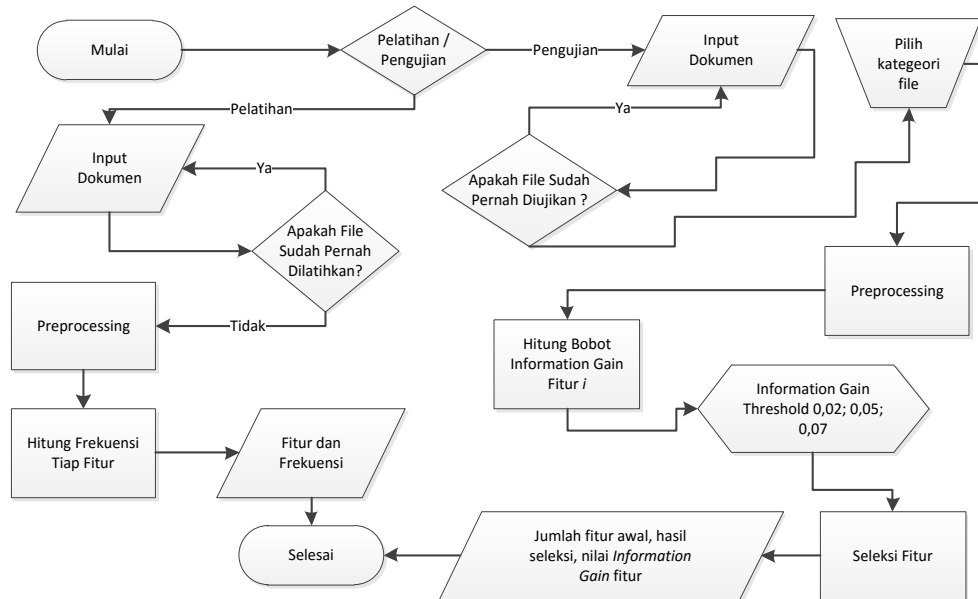 Mulai
Pelatihan /
Pengujian
Pengujian
Input
Dokumen
Pilih
kategeori
file
Pelatihan
Ya
Input
Dokumen
Ya
Apakah File Sudah
Pernah Diujikan ?
Apakah File
Sudah Pernah
Dilatihkan?
Preprocessing
Tidak
Preprocessing
Hitung Bobot
Information Gain
Fitur i
Information Gain
Threshold 0,02; 0,05;
0,07
Hitung Frekuensi
Tiap Fitur
Fitur dan
Frekuensi
Selesai
Jumlah fitur awal, hasil
seleksi, nilai Information
Gain fitur
Seleksi Fitur